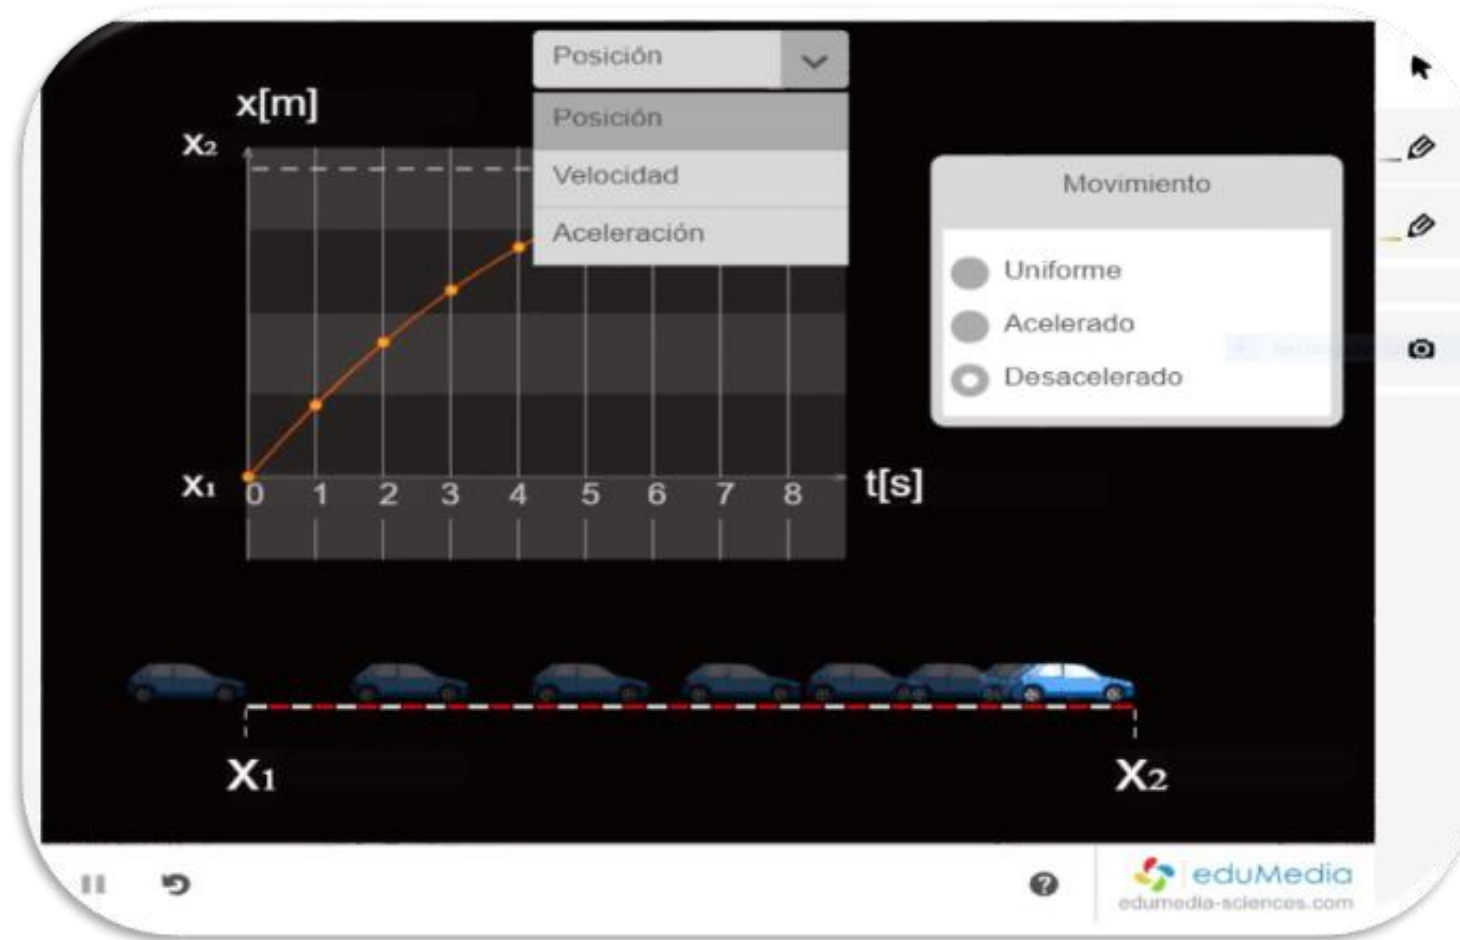 Posición
Posición
Velocidad
Aceleración
x[m]
X₂
X₁
0 1 2 3 4 5 6 7 8
t[s]
Movimiento
Uniforme
Acelerado
Desacelerado
X₁
X₂
eduMedia
edumedia-sciences.com